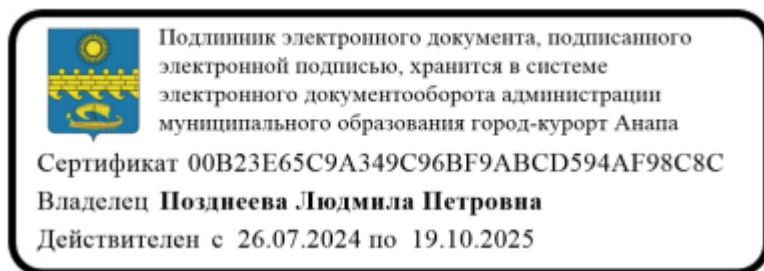 Подлинник электронного документа, подписанного
электронной подписью, хранится в системе
электронного документооборота администрации
муниципального образования город-курорт Анапа
Сертификат 00B23E65C9A349C96BF9ABCD594AF98C8C
Владелец Позднеева Людмила Петровна
Действителен с 26.07.2024 по 19.10.2025